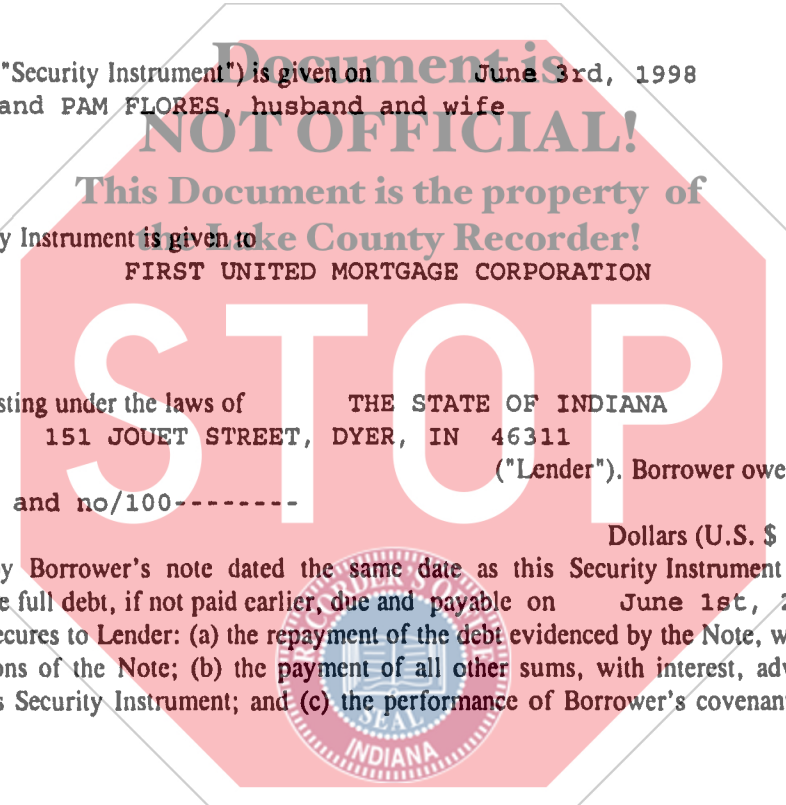 Document is
"Security Instrument") is given on June 3rd, 1998
and PAM FLORES, husband and wife
NOT OFFICIAL!
This Document is the property of
the Lake County Recorder!
y Instrument is given to
FIRST UNITED MORTGAGE CORPORATION
STOP
sting under the laws of THE STATE OF INDIANA
151 JOUET STREET, DYER, IN 46311
("Lender"). Borrower owe
and no/100--------
Dollars (U.S. $
y Borrower's note dated the same date as this Security Instrument
e full debt, if not paid earlier, due and payable on June 1st, 2
ecures to Lender: (a) the repayment of the debt evidenced by the Note, w
ons of the Note; (b) the payment of all other sums, with interest, adv
s Security Instrument; and (c) the performance of Borrower's covenant
RECORDER'S OFFICE
SEAL
INDIANA